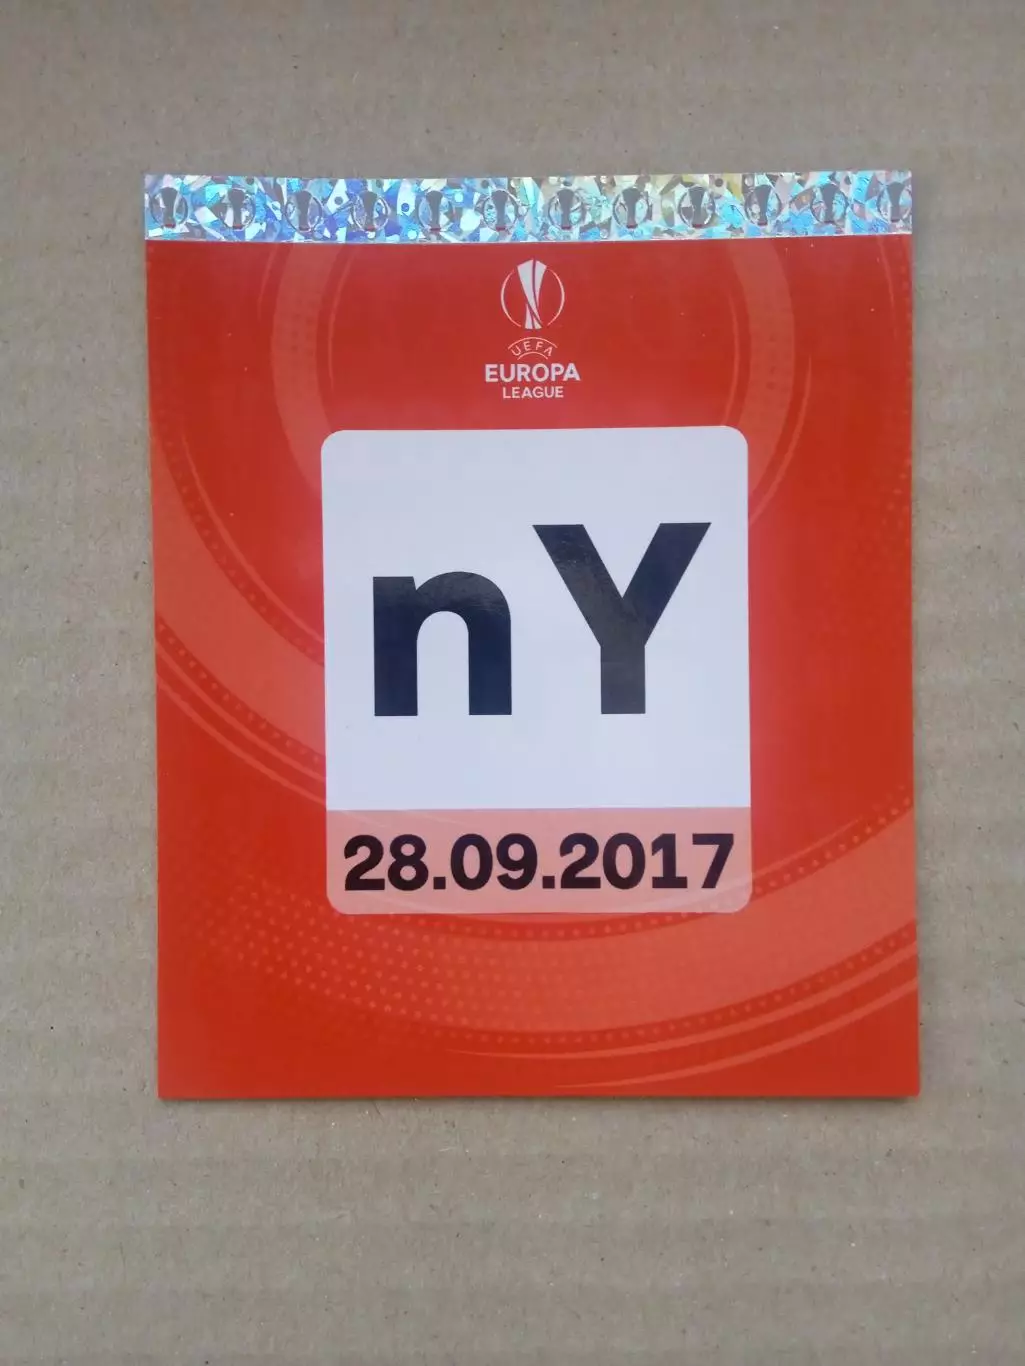 UEFA
EUROPA
LEAGUE
nY
28.09.2017